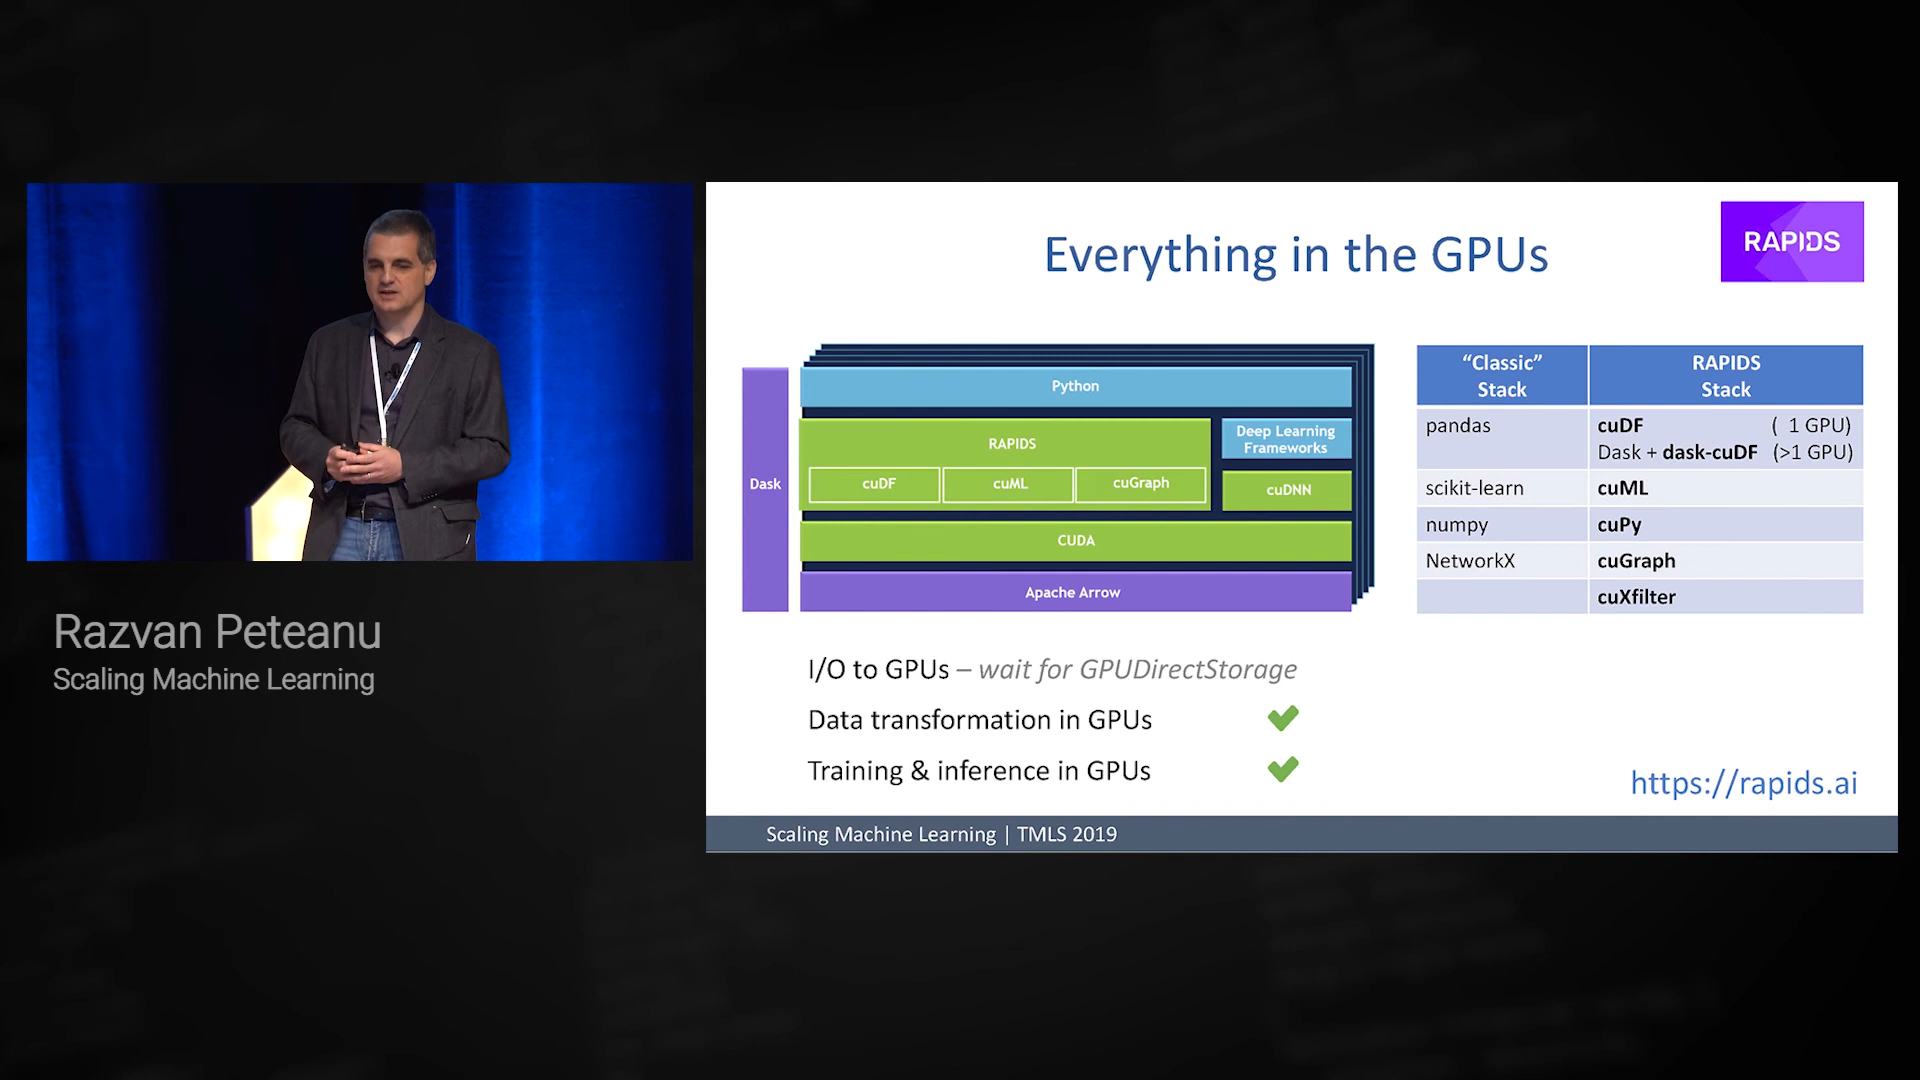 Razvan Peteanu
Scaling Machine Learning
Everything in the GPUs
RAPIDS
Dask
Python
RAPIDS
cuDF
cuML
cuGraph
Deep Learning
Frameworks
cuDNN
CUDA
Apache Arrow
“Classic” Stack
RAPIDS Stack
pandas
cuDF ( 1 GPU)
Dask + dask-cuDF (>1 GPU)
scikit-learn cuML
numpy cuPy
NetworkX cuGraph
cuXfilter
I/O to GPUs – wait for GPUDirectStorage
Data transformation in GPUs
Training & inference in GPUs
https://rapids.ai
Scaling Machine Learning | TMLS 2019